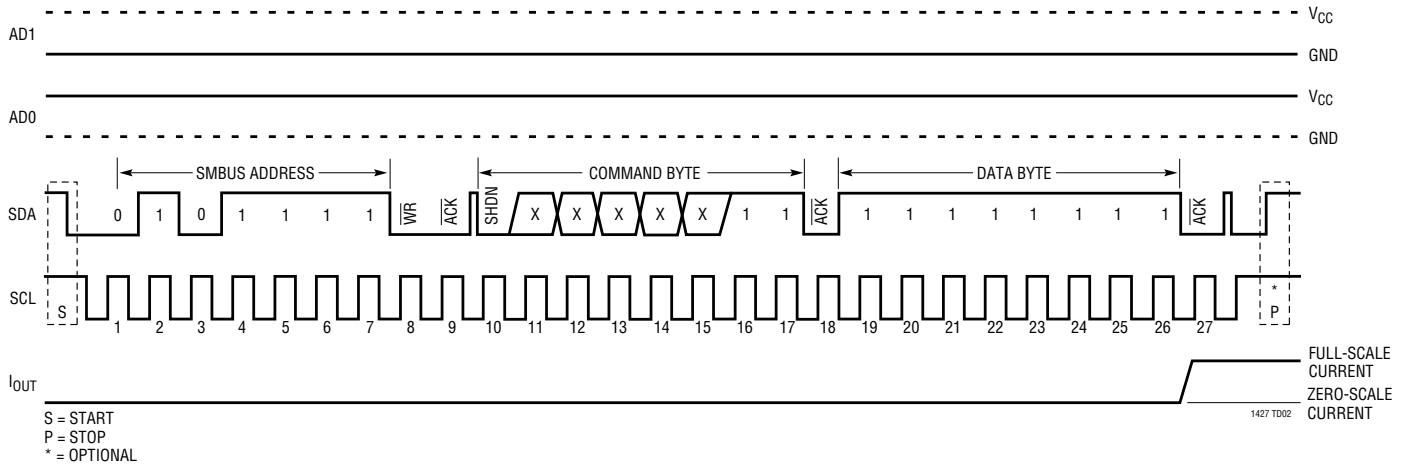 AD1
VCC
GND
AD0
VCC
GND
SMBUS ADDRESS
COMMAND BYTE
DATA BYTE
SDA
0 1 0 1 1 1 1 WR ACK SHDN X X X X X 1 1 ACK 1 1 1 1 1 1 1 1 ACK
SCL
S
* P
1 2 3 4 5 6 7 8 9 10 11 12 13 14 15 16 17 18 19 20 21 22 23 24 25 26 27
IOUT
FULL-SCALE
CURRENT
ZERO-SCALE
CURRENT
1427 TD02
S = START
P = STOP
* = OPTIONAL